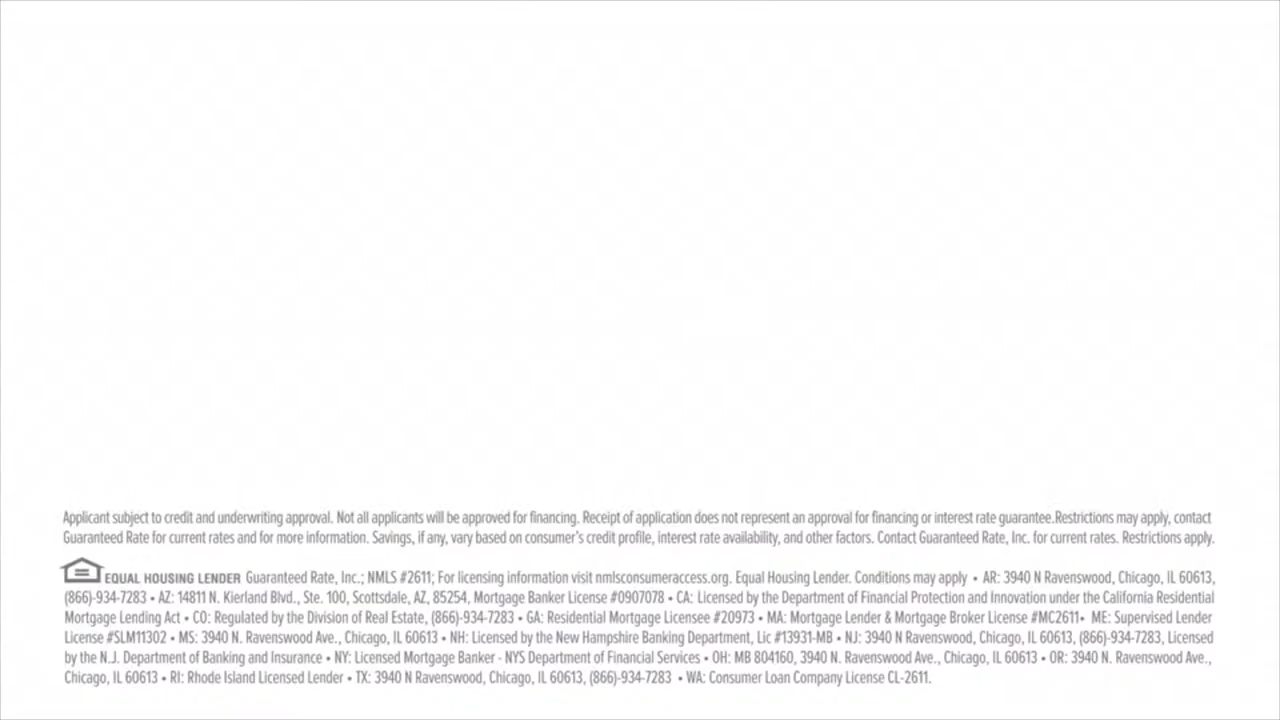 Applicant subject to credit and underwriting approval. Not all applicants will be approved for financing. Receipt of application does not represent an approval for financing or interest rate guarantee.Restrictions may apply, contact
Guaranteed Rate for current rates and for more information. Savings, if any, vary based on consumer's credit profile, interest rate availability, and other factors. Contact Guaranteed Rate, Inc. for current rates. Restrictions apply.
EQUAL HOUSING LENDER Guaranteed Rate, Inc.; NMLS #2611; For licensing information visit nmlsconsumeraccess.org. Equal Housing Lender. Conditions may apply • AR: 3940 N Ravenswood, Chicago, IL 60613,
(866)-934-7283 • AZ: 14811 N. Kierland Blvd., Ste. 100, Scottsdale, AZ, 85254, Mortgage Banker License #0907078 • CA: Licensed by the Department of Financial Protection and Innovation under the California Residential
Mortgage Lending Act • CO: Regulated by the Division of Real Estate, (866)-934-7283 • GA: Residential Mortgage Licensee #20973 • MA: Mortgage Lender & Mortgage Broker License #MC2611• ME: Supervised Lender
License #SLM11302 • MS: 3940 N. Ravenswood Ave., Chicago, IL 60613 • NH: Licensed by the New Hampshire Banking Department, Lic #13931-MB • NJ: 3940 N Ravenswood, Chicago, IL 60613, (866)-934-7283, Licensed
by the N.J. Department of Banking and Insurance • NY: Licensed Mortgage Banker - NYS Department of Financial Services • OH: MB 804160, 3940 N. Ravenswood Ave., Chicago, IL 60613 • OR: 3940 N. Ravenswood Ave.,
Chicago, IL 60613 • RI: Rhode Island Licensed Lender • TX: 3940 N Ravenswood, Chicago, IL 60613, (866)-934-7283 • WA: Consumer Loan Company License CL-2611.